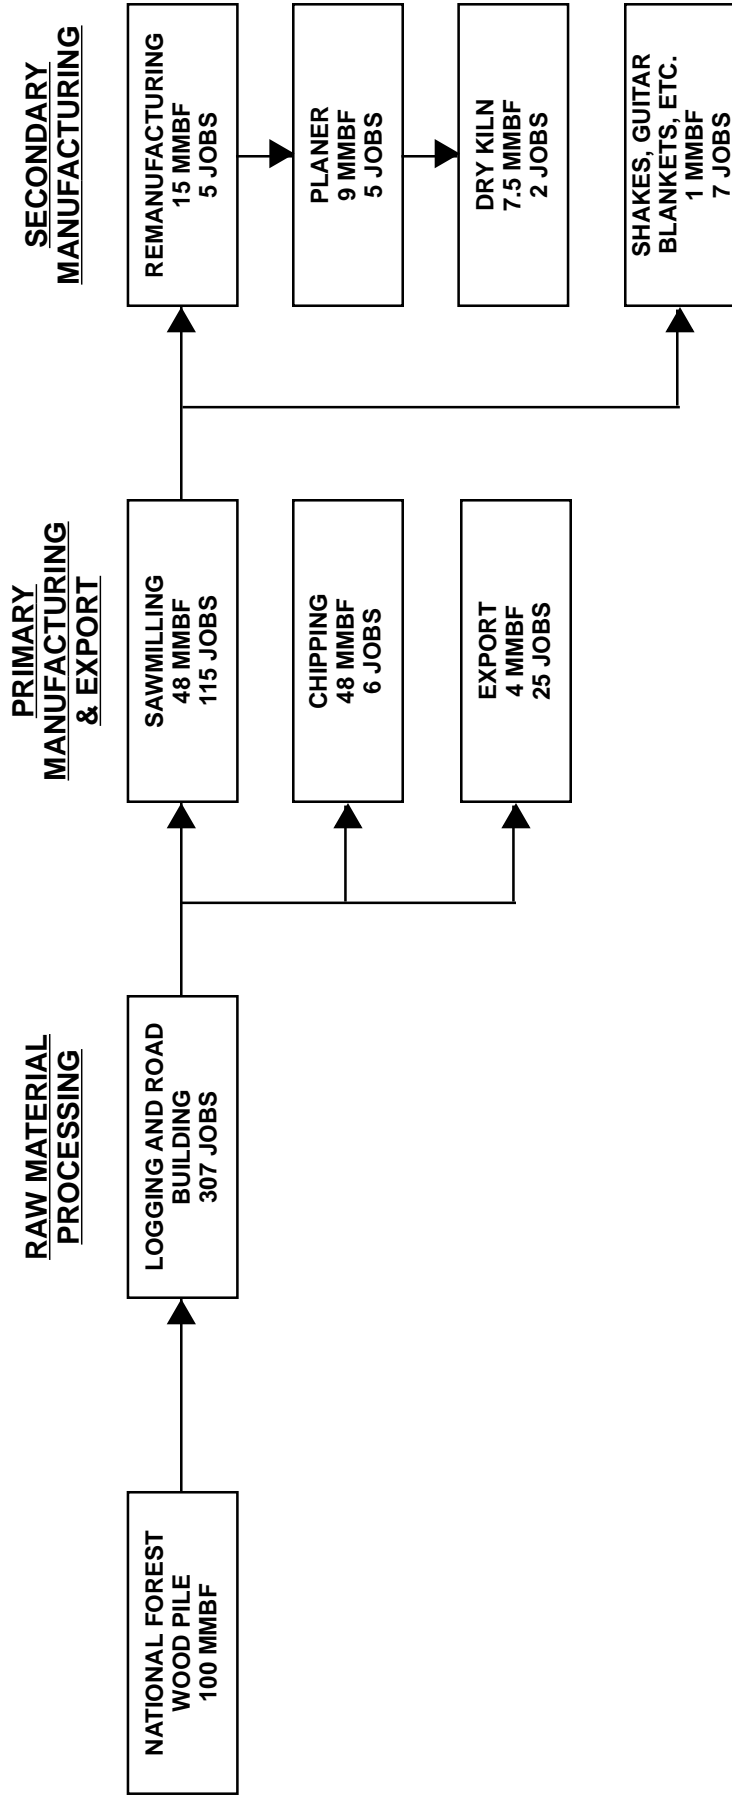 RAW MATERIAL
PROCESSING
PRIMARY
MANUFACTURING
& EXPORT
SECONDARY
MANUFACTURING
NATIONAL FOREST
WOOD PILE
100 MMBF
LOGGING AND ROAD
BUILDING
307 JOBS
SAWMILLING
48 MMBF
115 JOBS
CHIPPING
48 MMBF
6 JOBS
EXPORT
4 MMBF
25 JOBS
REMANUFACTURING
15 MMBF
5 JOBS
PLANER
9 MMBF
5 JOBS
DRY KILN
7.5 MMBF
2 JOBS
SHAKES, GUITAR
BLANKETS, ETC.
1 MMBF
7 JOBS